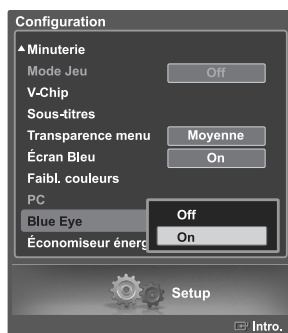 Configuration
Minuterie
Mode Jeu Off
V-Chip
Sous-titres
Transparence menu Moyenne
Écran Bleu On
Faibl. couleurs
PC
Off
Blue Eye
On
Économiseur énerg
Setup
Intro.